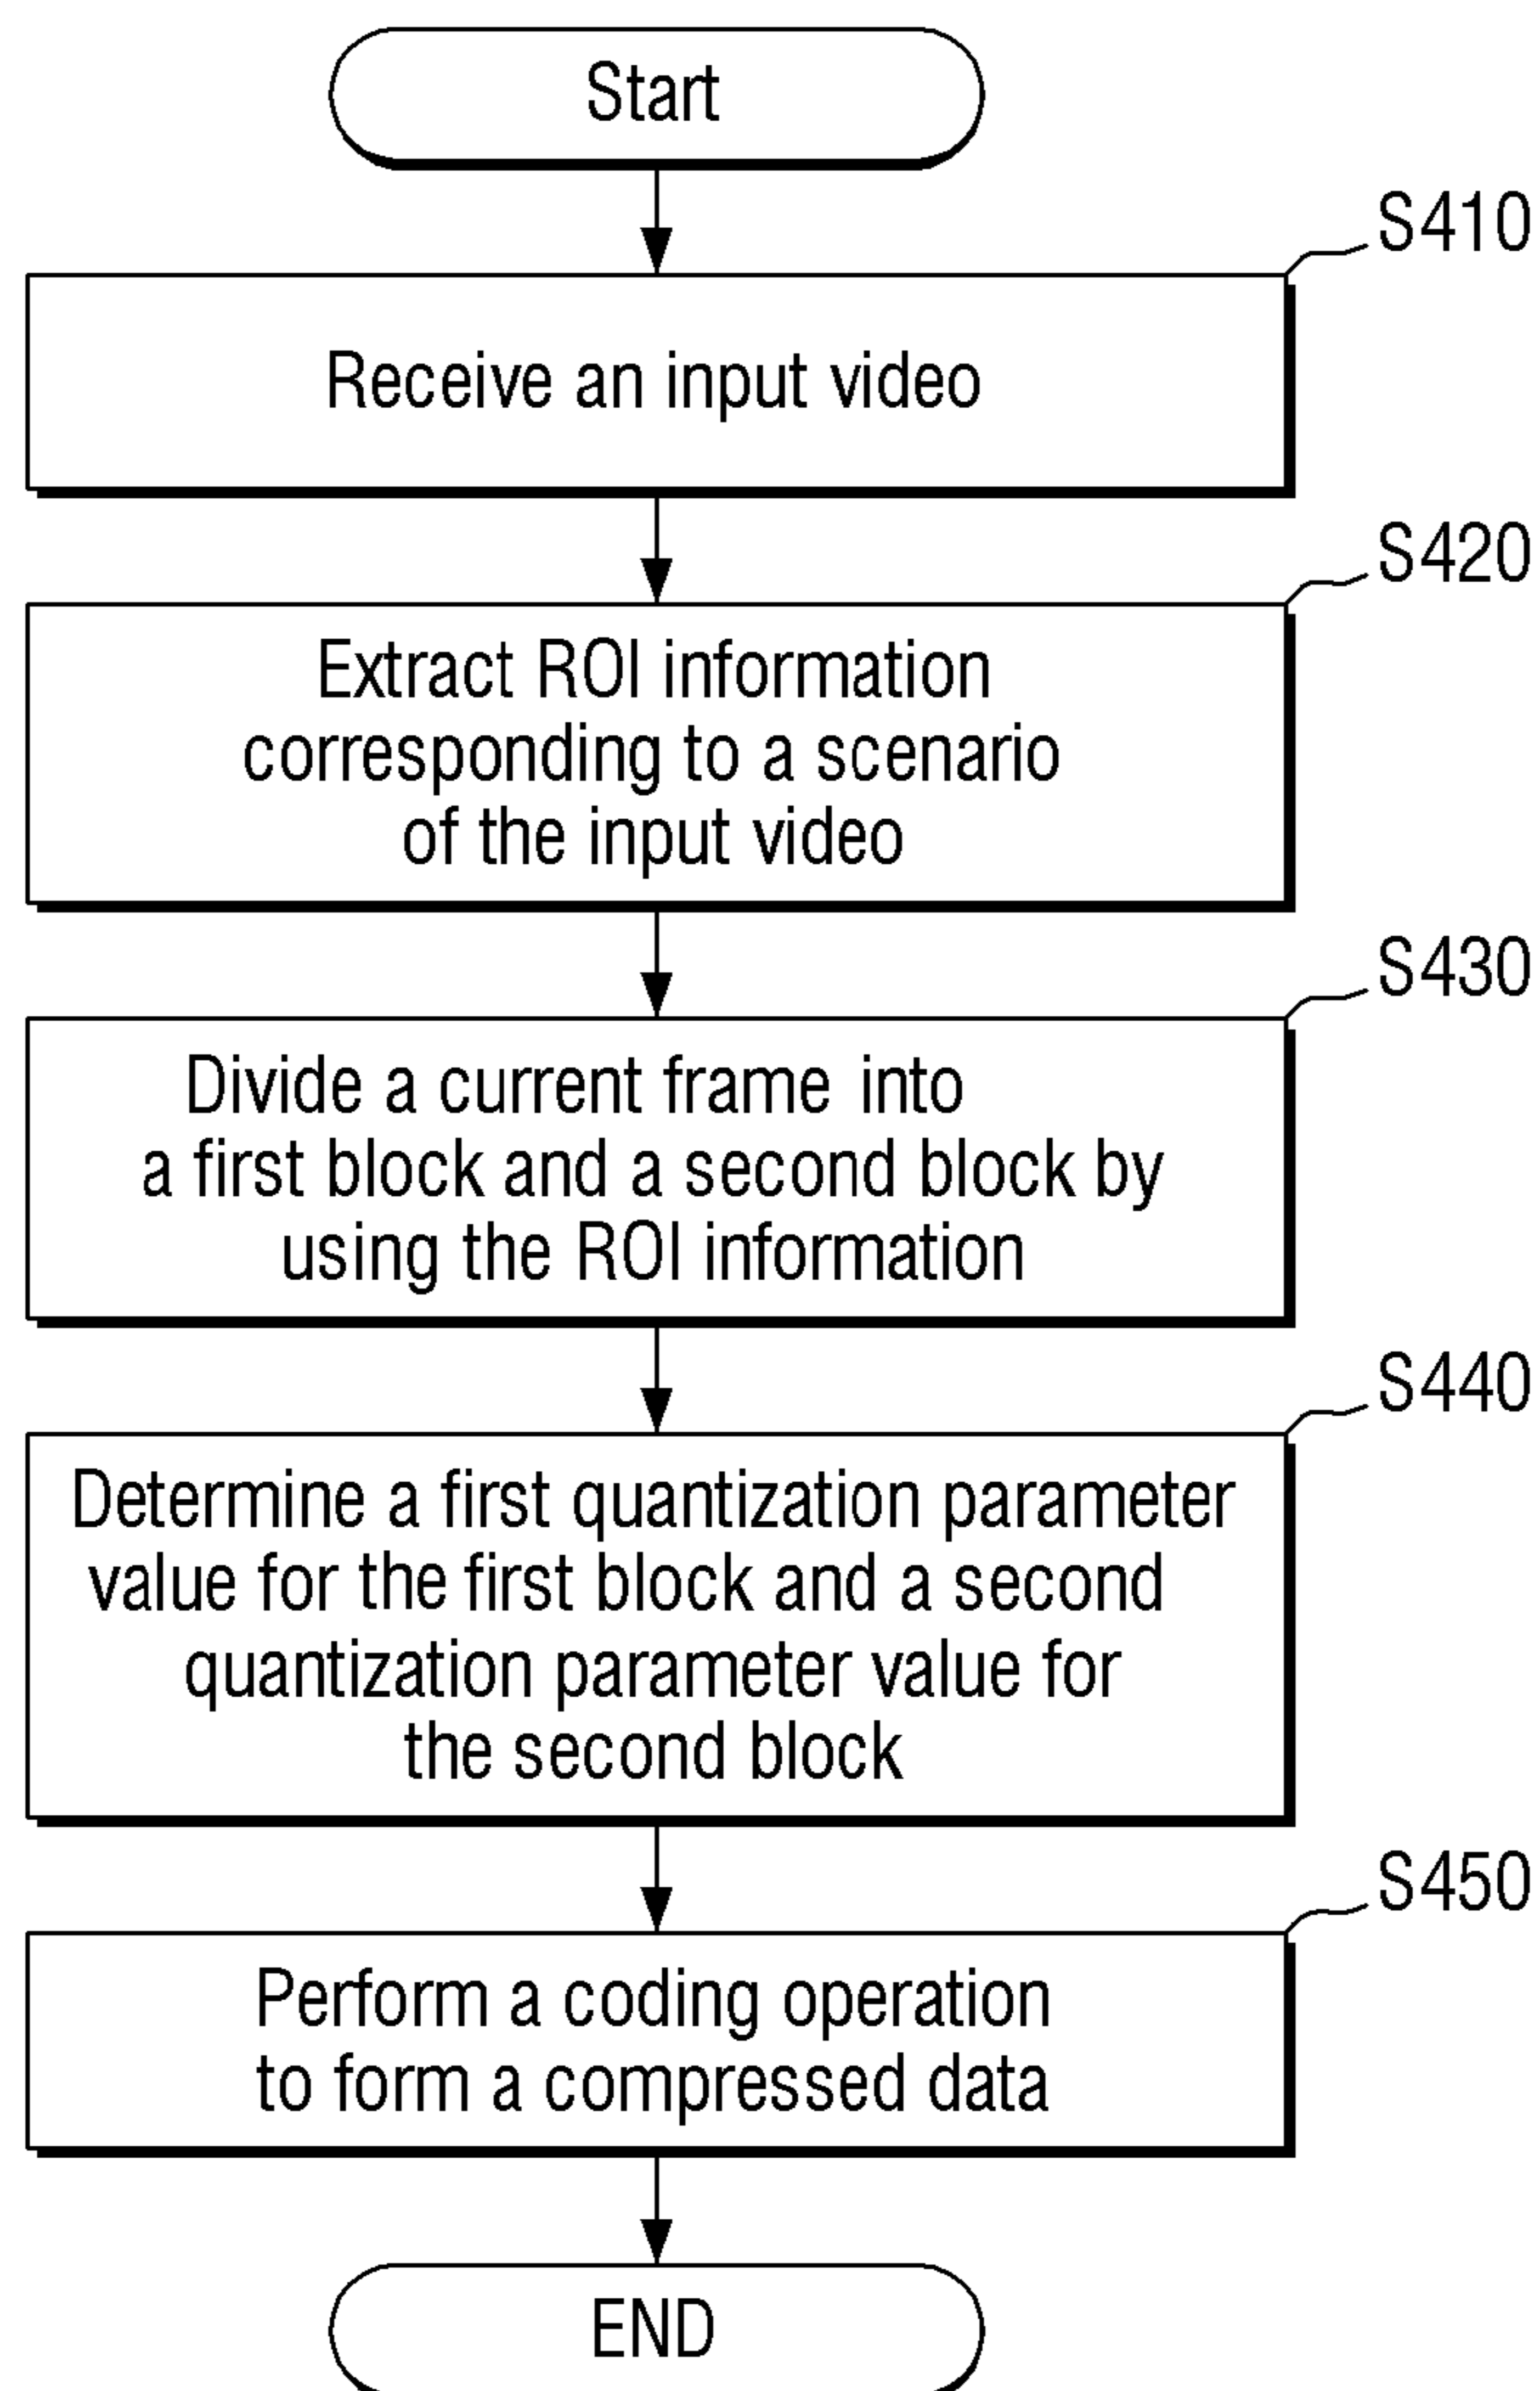 Start
S410
Receive an input video
S420
Extract ROI information
corresponding to a scenario
of the input video
S430
Divide a current frame into
a first block and a second block by
using the ROI information
S440
Determine a first quantization parameter
value for the first block and a second
quantization parameter value for
the second block
S450
Perform a coding operation
to form a compressed data
END